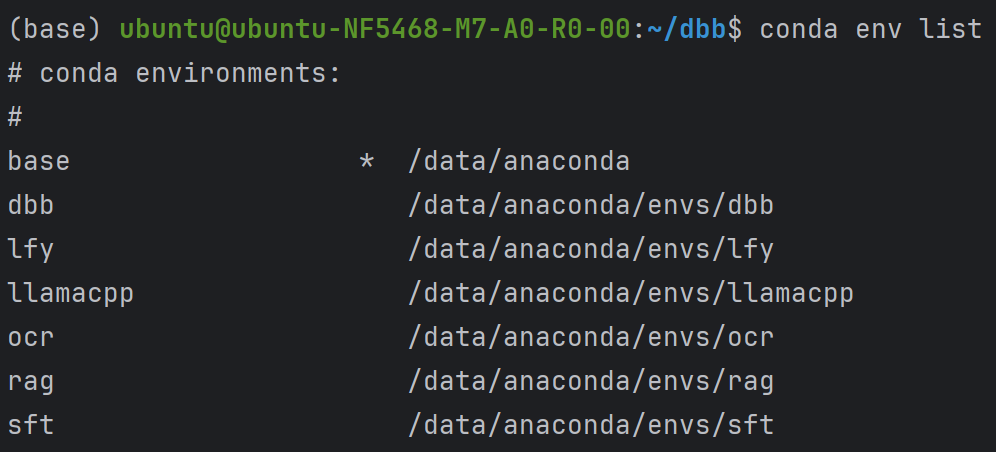 (base) ubuntu@ubuntu-NF5468-M7-A0-R0-00:~/dbb$ conda env list
# conda environments:
#
base                  *  /data/anaconda
dbb                      /data/anaconda/envs/dbb
lfy                      /data/anaconda/envs/lfy
llamacpp                 /data/anaconda/envs/llamacpp
ocr                      /data/anaconda/envs/ocr
rag                      /data/anaconda/envs/rag
sft                      /data/anaconda/envs/sft